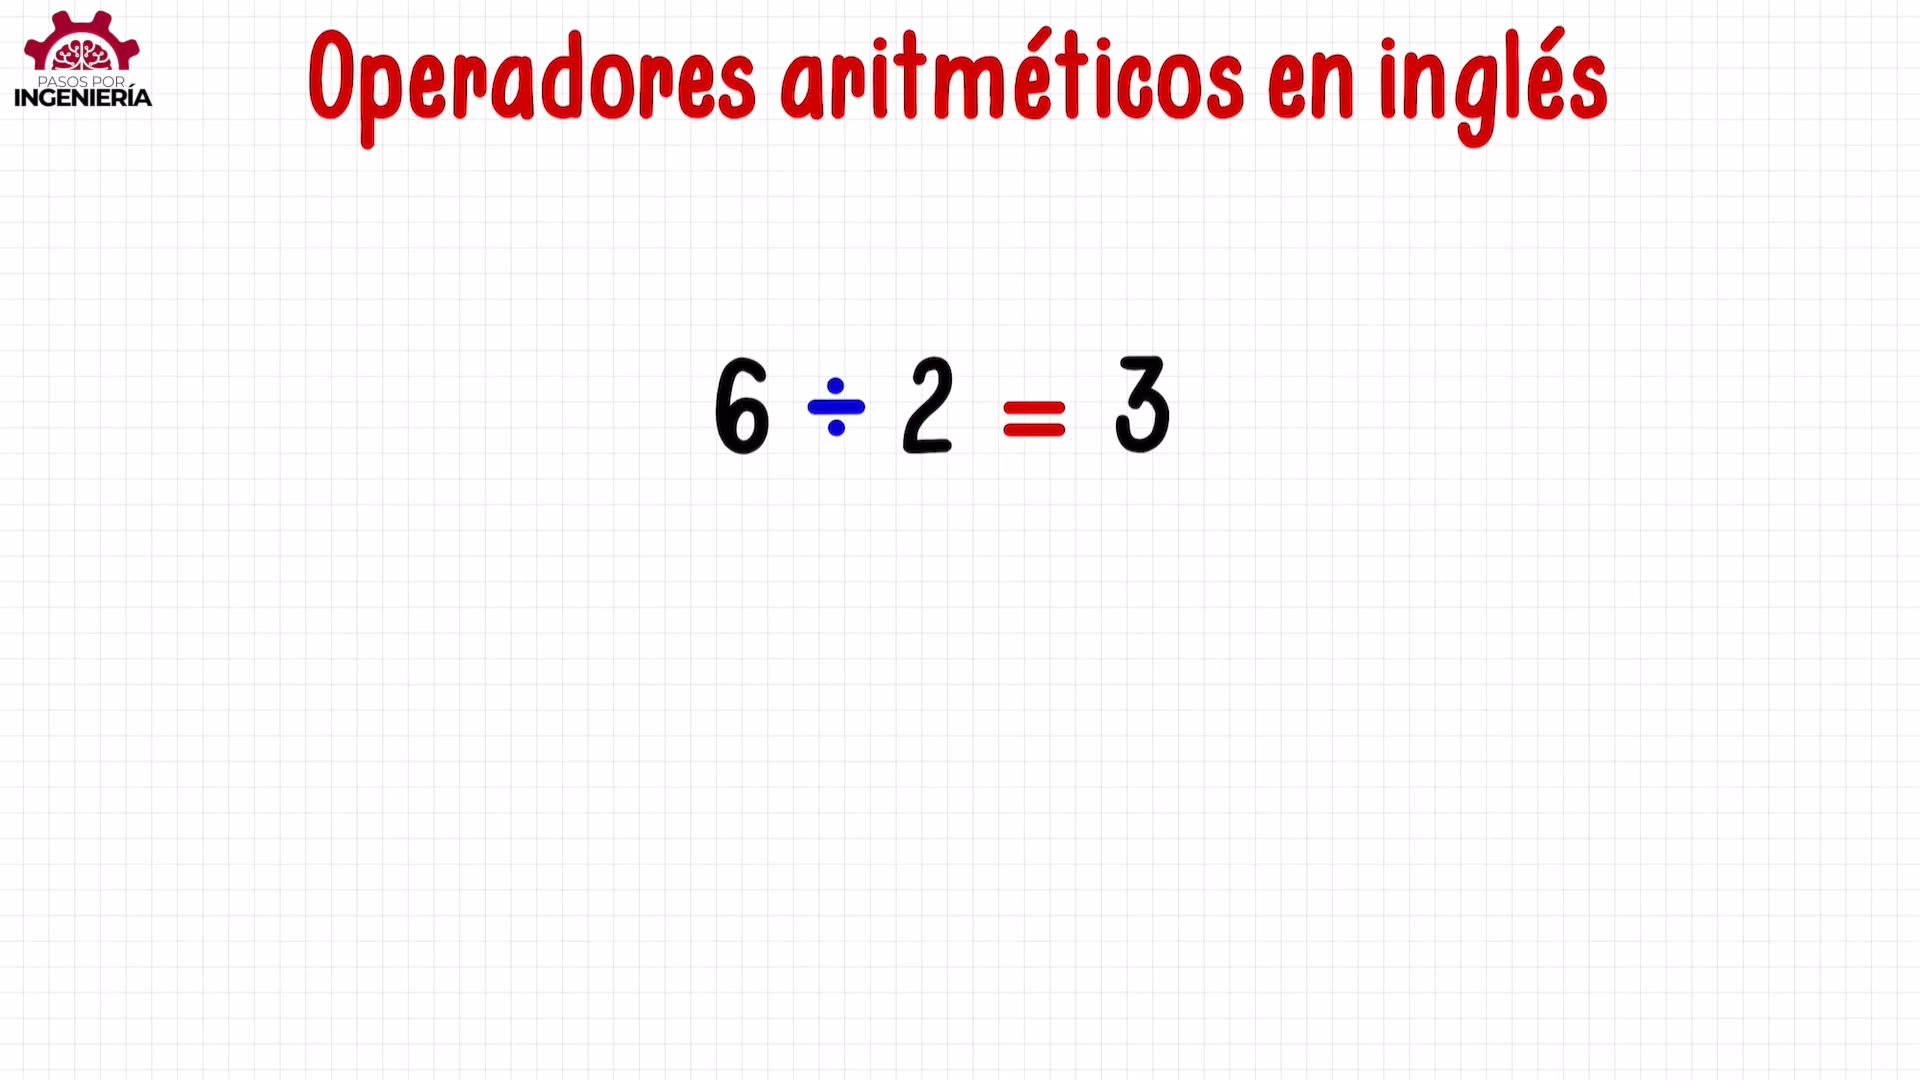 PASOS POR
INGENIERÍA
Operadores aritméticos en inglés
6 ÷ 2 = 3